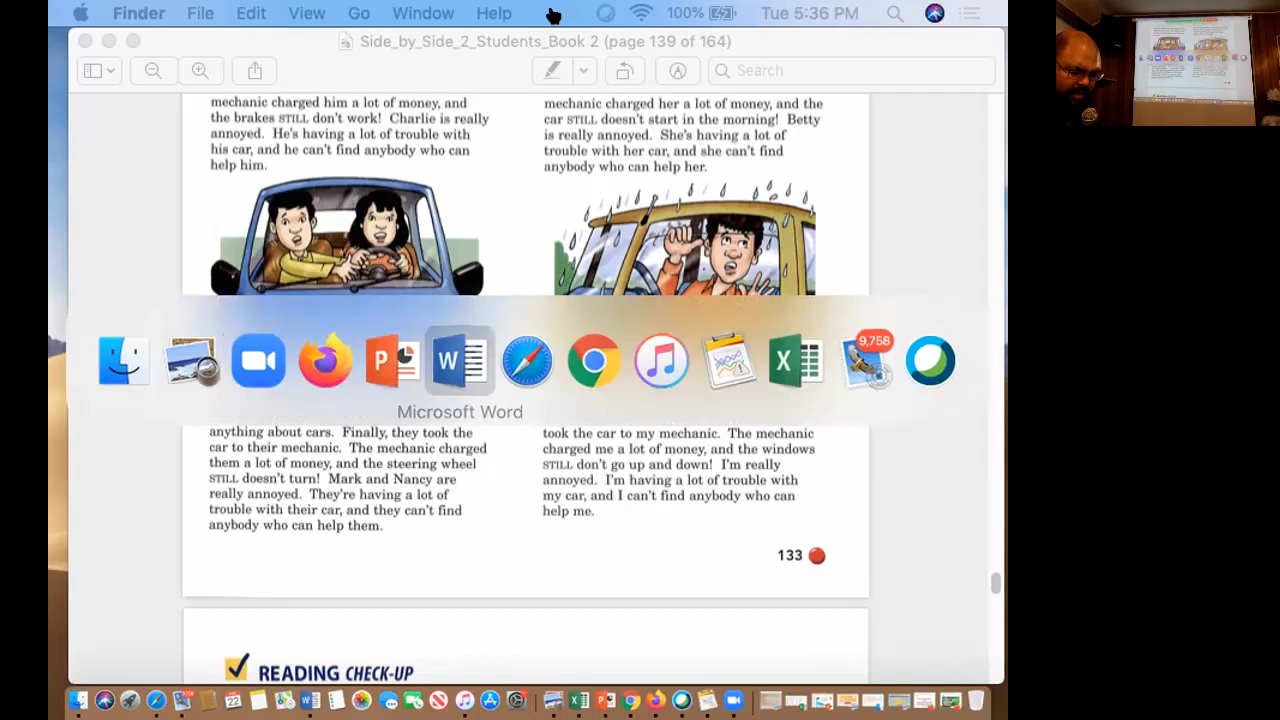 Finder File Edit View Go Window Help 100% Tue 5:36 PM
Side_by_Side_2_Students_Book 2 (page 139 of 164)
Search
mechanic charged him a lot of money, and
the brakes STILL don't work! Charlie is really
annoyed. He's having a lot of trouble with
his car, and he can't find anybody who can
help him.
mechanic charged her a lot of money, and the
car STILL doesn't start in the morning! Betty
is really annoyed. She's having a lot of
trouble with her car, and she can't find
anybody who can help her.
P
W
X
9,758
Microsoft Word
anything about cars. Finally, they took the
car to their mechanic. The mechanic charged
them a lot of money, and the steering wheel
STILL doesn't turn! Mark and Nancy are
really annoyed. They're having a lot of
trouble with their car, and they can't find
anybody who can help them.
took the car to my mechanic. The mechanic
charged me a lot of money, and the windows
STILL don't go up and down! I'm really
annoyed. I'm having a lot of trouble with
my car, and I can't find anybody who can
help me.
133
READING CHECK-UP
22